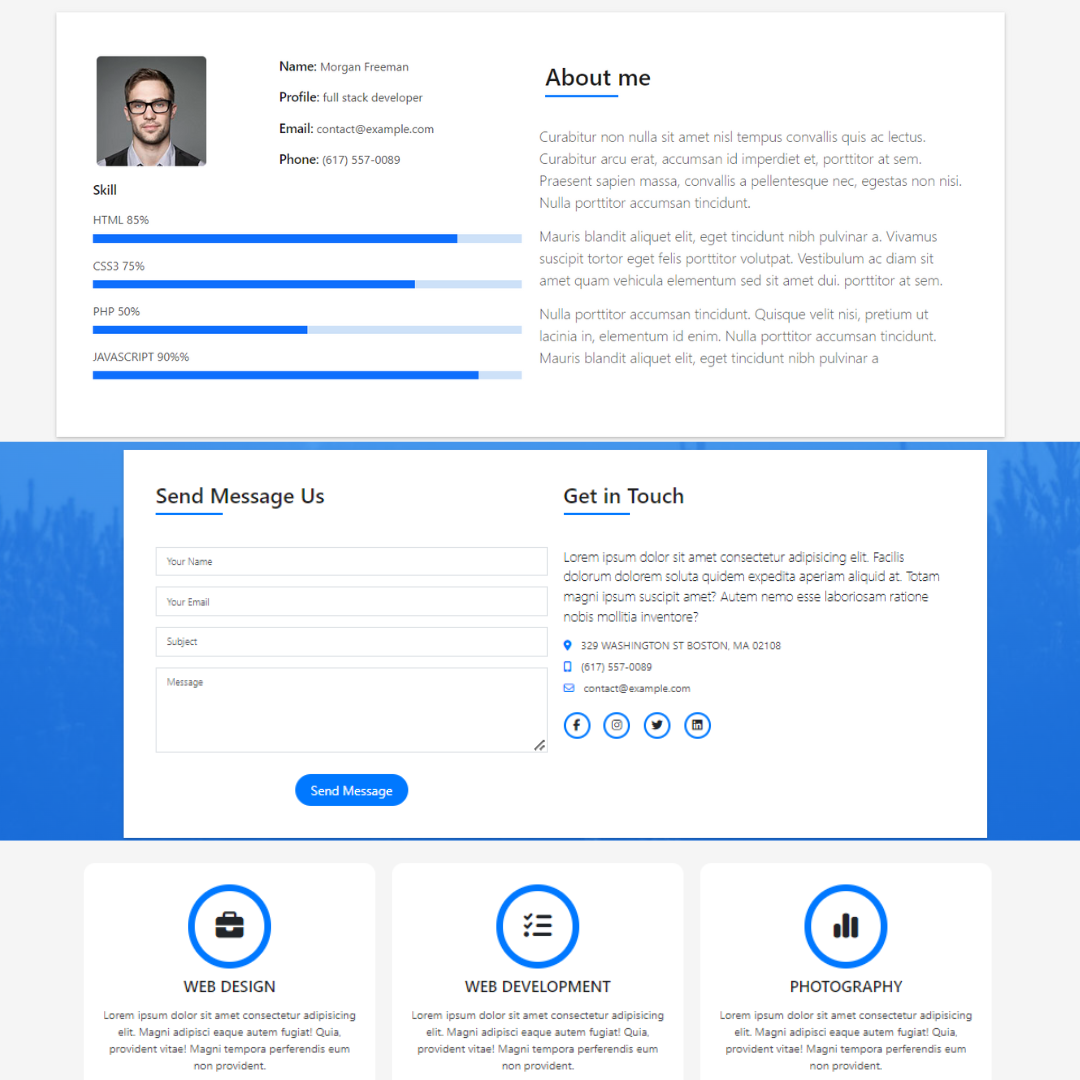 Name: Morgan Freeman
Profile: full stack developer
Email: contact@example.com
Phone: (617) 557-0089
Skill
HTML 85%
CSS3 75%
PHP 50%
JAVASCRIPT 90%%
About me
Curabitur non nulla sit amet nisl tempus convallis quis ac lectus.
Curabitur arcu erat, accumsan id imperdiet et, porttitor at sem.
Praesent sapien massa, convallis a pellentesque nec, egestas non nisi.
Nulla porttitor accumsan tincidunt.
Mauris blandit aliquet elit, eget tincidunt nibh pulvinar a. Vivamus
suscipit tortor eget felis porttitor volutpat. Vestibulum ac diam sit
amet quam vehicula elementum sed sit amet dui. porttitor at sem.
Nulla porttitor accumsan tincidunt. Quisque velit nisi, pretium ut
lacinia in, elementum id enim. Nulla porttitor accumsan tincidunt.
Mauris blandit aliquet elit, eget tincidunt nibh pulvinar a
Send Message Us
Your Name
Your Email
Subject
Message
Send Message
Get in Touch
Lorem ipsum dolor sit amet consectetur adipisicing elit. Facilis
dolorum dolorem soluta quidem expedita aperiam aliquid at. Totam
magni ipsum suscipit amet? Autem nemo esse laboriosam ratione
nobis mollitia inventore?
329 WASHINGTON ST BOSTON, MA 02108
(617) 557-0089
contact@example.com
WEB DESIGN
Lorem ipsum dolor sit amet consectetur adipisicing
elit. Magni adipisci eaque autem fugiat! Quia,
provident vitae! Magni tempora perferendis eum
non provident.
WEB DEVELOPMENT
Lorem ipsum dolor sit amet consectetur adipisicing
elit. Magni adipisci eaque autem fugiat! Quia,
provident vitae! Magni tempora perferendis eum
non provident.
PHOTOGRAPHY
Lorem ipsum dolor sit amet consectetur adipisicing
elit. Magni adipisci eaque autem fugiat! Quia,
provident vitae! Magni tempora perferendis eum
non provident.